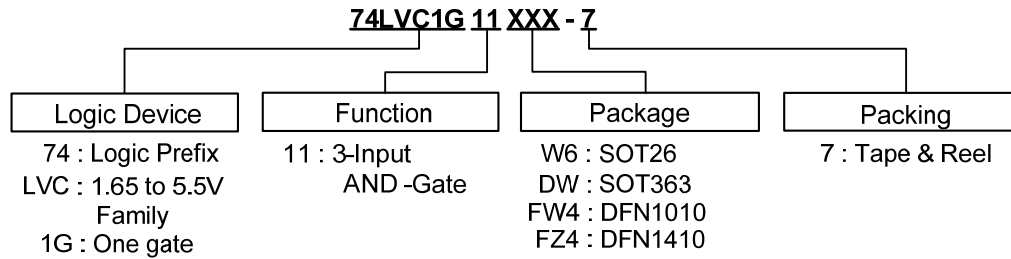 74LVC1G 11 XXX - 7
Logic Device
74 : Logic Prefix
LVC : 1.65 to 5.5V
Family
1G : One gate
Function
11 : 3-Input
AND -Gate
Package
W6 : SOT26
DW : SOT363
FW4 : DFN1010
FZ4 : DFN1410
Packing
7 : Tape & Reel